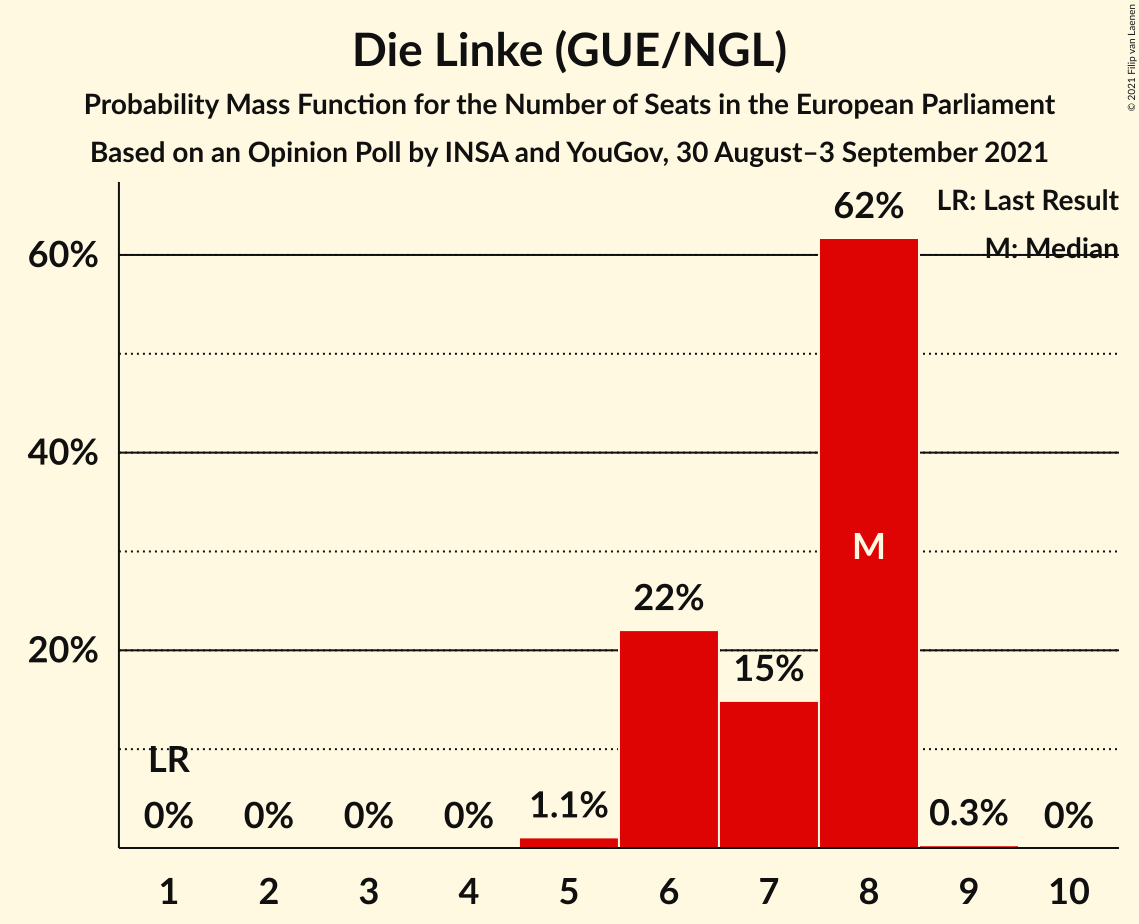 Die Linke (GUE/NGL)
Probability Mass Function for the Number of Seats in the European Parliament
Based on an Opinion Poll by INSA and YouGov, 30 August–3 September 2021
© 2021 Filip van Laenen
LR: Last Result
M: Median
60%
40%
20%
LR
0%
0%
0%
0%
1.1%
22%
15%
62%
M
0.3%
0%
1 2 3 4 5 6 7 8 9 10